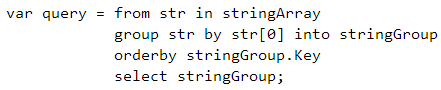 var query = from str in stringArray
            group str by str[0] into stringGroup
            orderby stringGroup.Key
            select stringGroup;